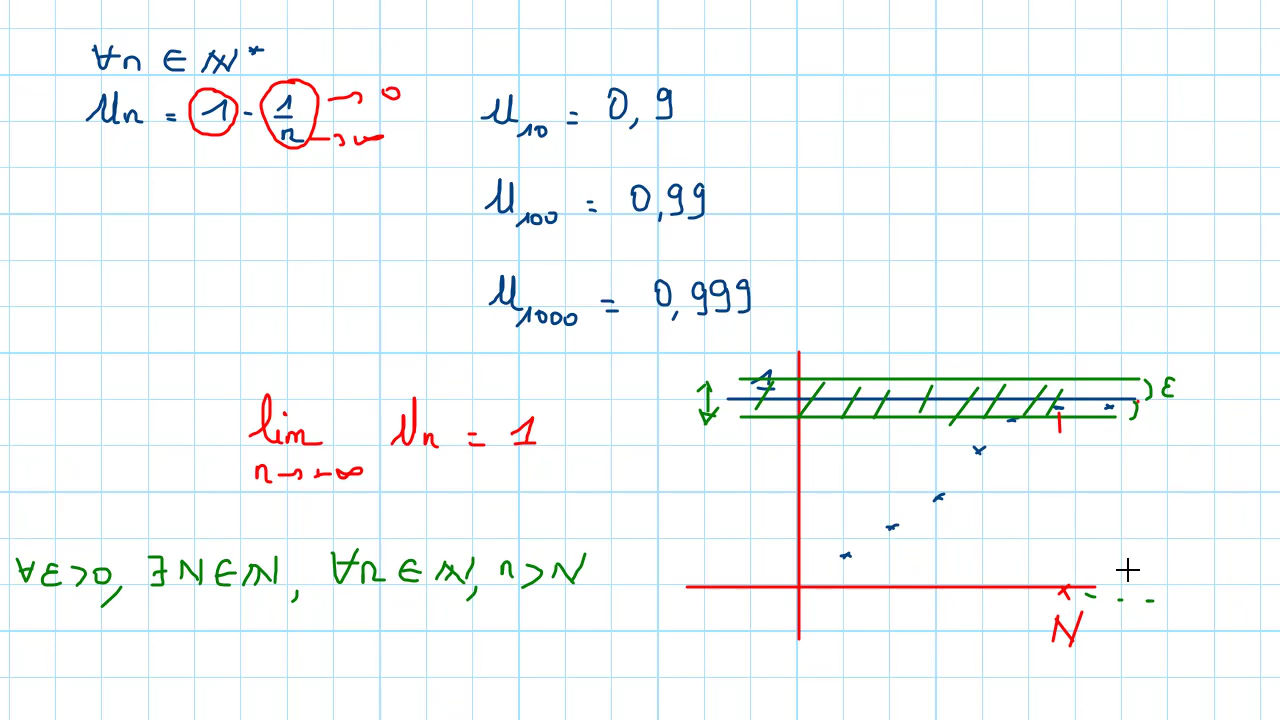 ∀n ∈ ℕ*
Un = 1 - 1/n → 0
→ ∞
U10 = 0,9
U100 = 0,99
U1000 = 0,999
1
ε
lim Un = 1
n → +∞
∀ε>0, ∃N∈ℕ, ∀n∈ℕ, n>N
N